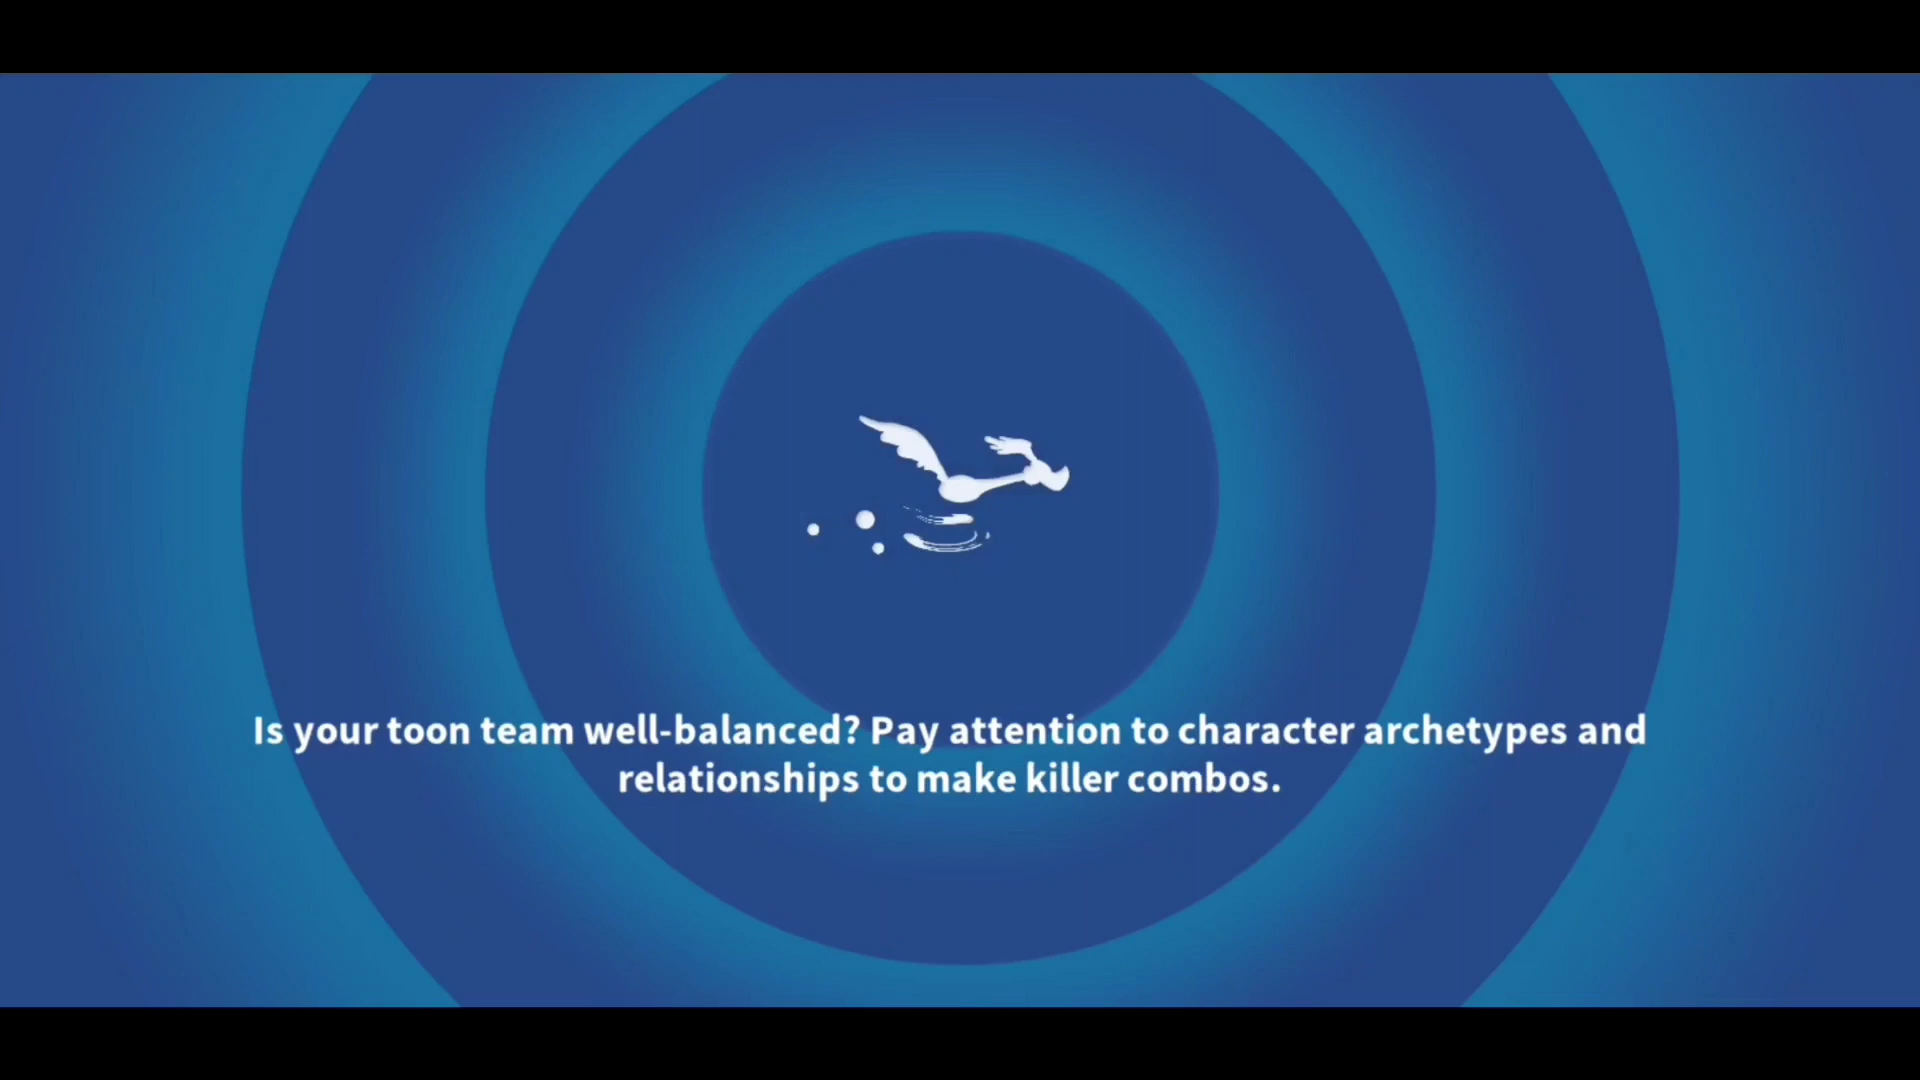 Is your toon team well-balanced? Pay attention to character archetypes and
relationships to make killer combos.